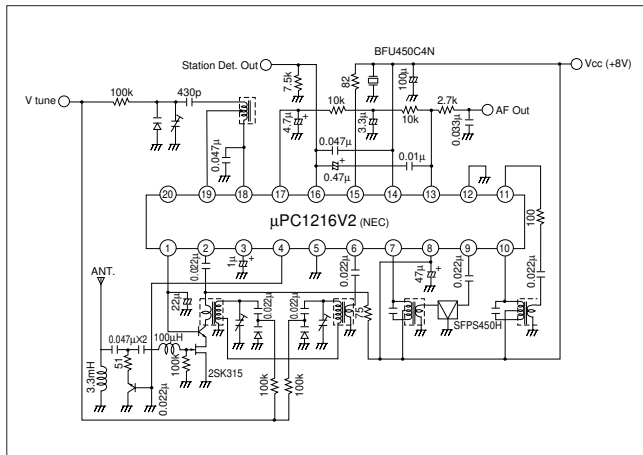 BFU450C4N
Station Det. Out
Vcc (+8V)
7.5k
82
100μ
V tune
100k
430p
2.7k
10k
10k
AF Out
4.7μ
+
3.3μ
0.033μ
0.047μ
0.047μ
+
0.47μ
0.01μ
20
19
18
17
16
15
14
13
12
11
μPC1216V2 (NEC)
100
1
2
3
4
5
6
7
8
9
10
ANT.
0.022μ
1μ
+
0.022μ
47μ
+
0.022μ
0.022μ
22μ
0.022μ
0.022μ
75
SFPS450H
0.047μX2
100μH
3.3mH
51
100k
2SK315
0.022μ
100k
100k